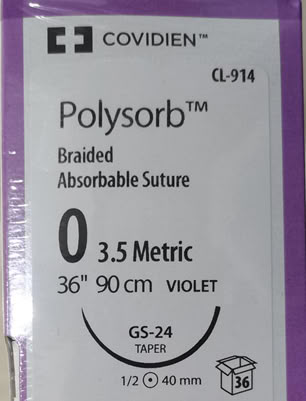 COVIDIEN™
CL-914
Polysorb™
Braided
Absorbable Suture
0 3.5 Metric
36" 90 cm VIOLET
GS-24
TAPER
1/2 40 mm
36